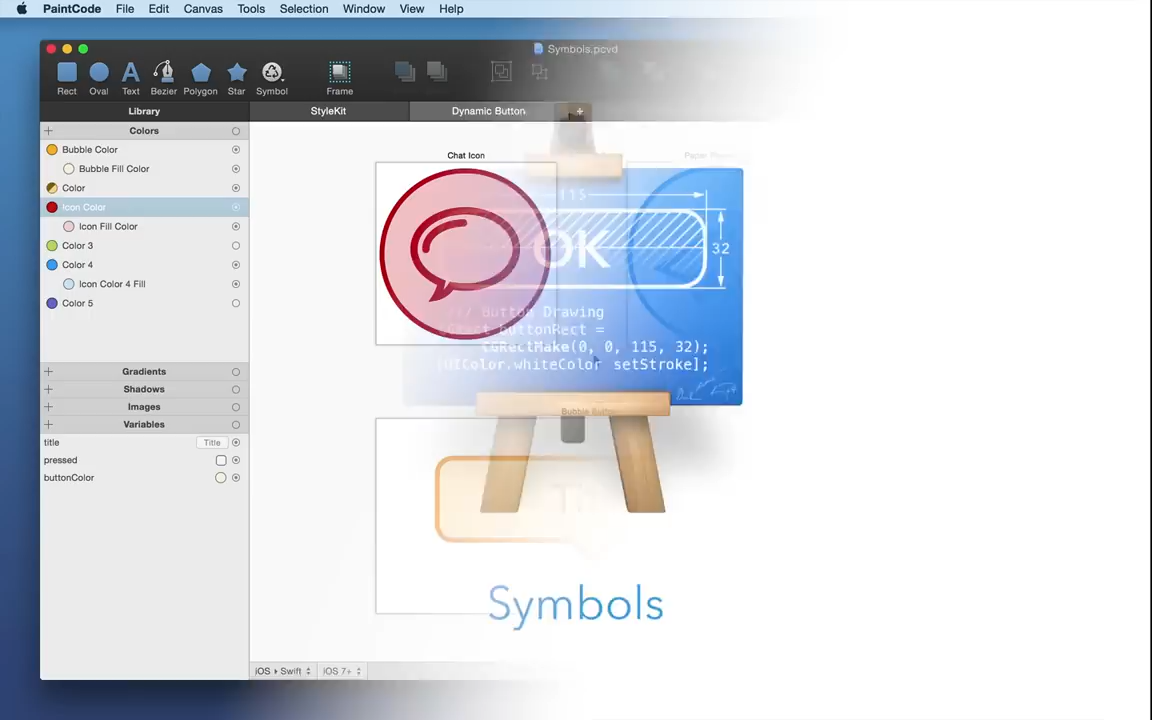 PaintCode File Edit Canvas Tools Selection Window View Help
Symbols.pcvd
Rect Oval Text Bezier Polygon Star Symbol Frame
Library StyleKit Dynamic Button +
Colors
Bubble Color
Bubble Fill Color
Color
Icon Color
Icon Fill Color
Color 3
Color 4
Icon Color 4 Fill
Color 5
Gradients
Shadows
Images
Variables
title Title
pressed
buttonColor
Chat Icon
115
OK
32
// Button Drawing
buttonRect =
CGRectMake(0, 0, 115, 32);
[UIColor.whiteColor setStroke];
Symbols
iOS ▸ Swift iOS 7+